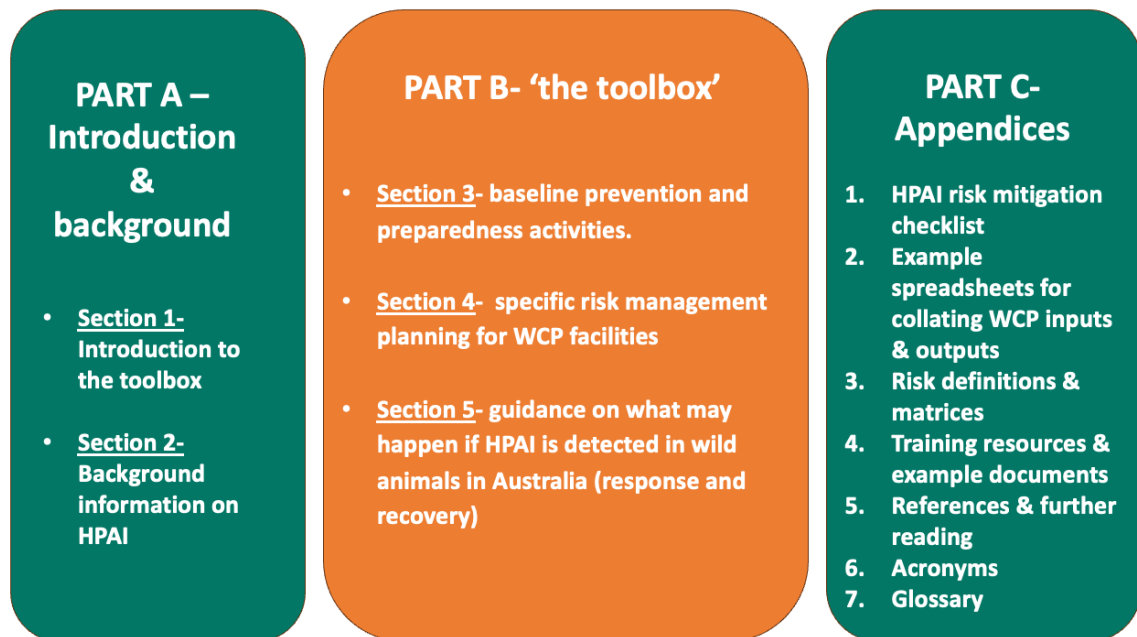 PART A –
Introduction
&
background
• Section 1-
Introduction to
the toolbox
• Section 2-
Background
information on
HPAI
PART B- ‘the toolbox’
• Section 3- baseline prevention and
preparedness activities.
• Section 4- specific risk management
planning for WCP facilities
• Section 5- guidance on what may
happen if HPAI is detected in wild
animals in Australia (response and
recovery)
PART C-
Appendices
1. HPAI risk mitigation
checklist
2. Example
spreadsheets for
collating WCP inputs
& outputs
3. Risk definitions &
matrices
4. Training resources &
example documents
5. References & further
reading
6. Acronyms
7. Glossary